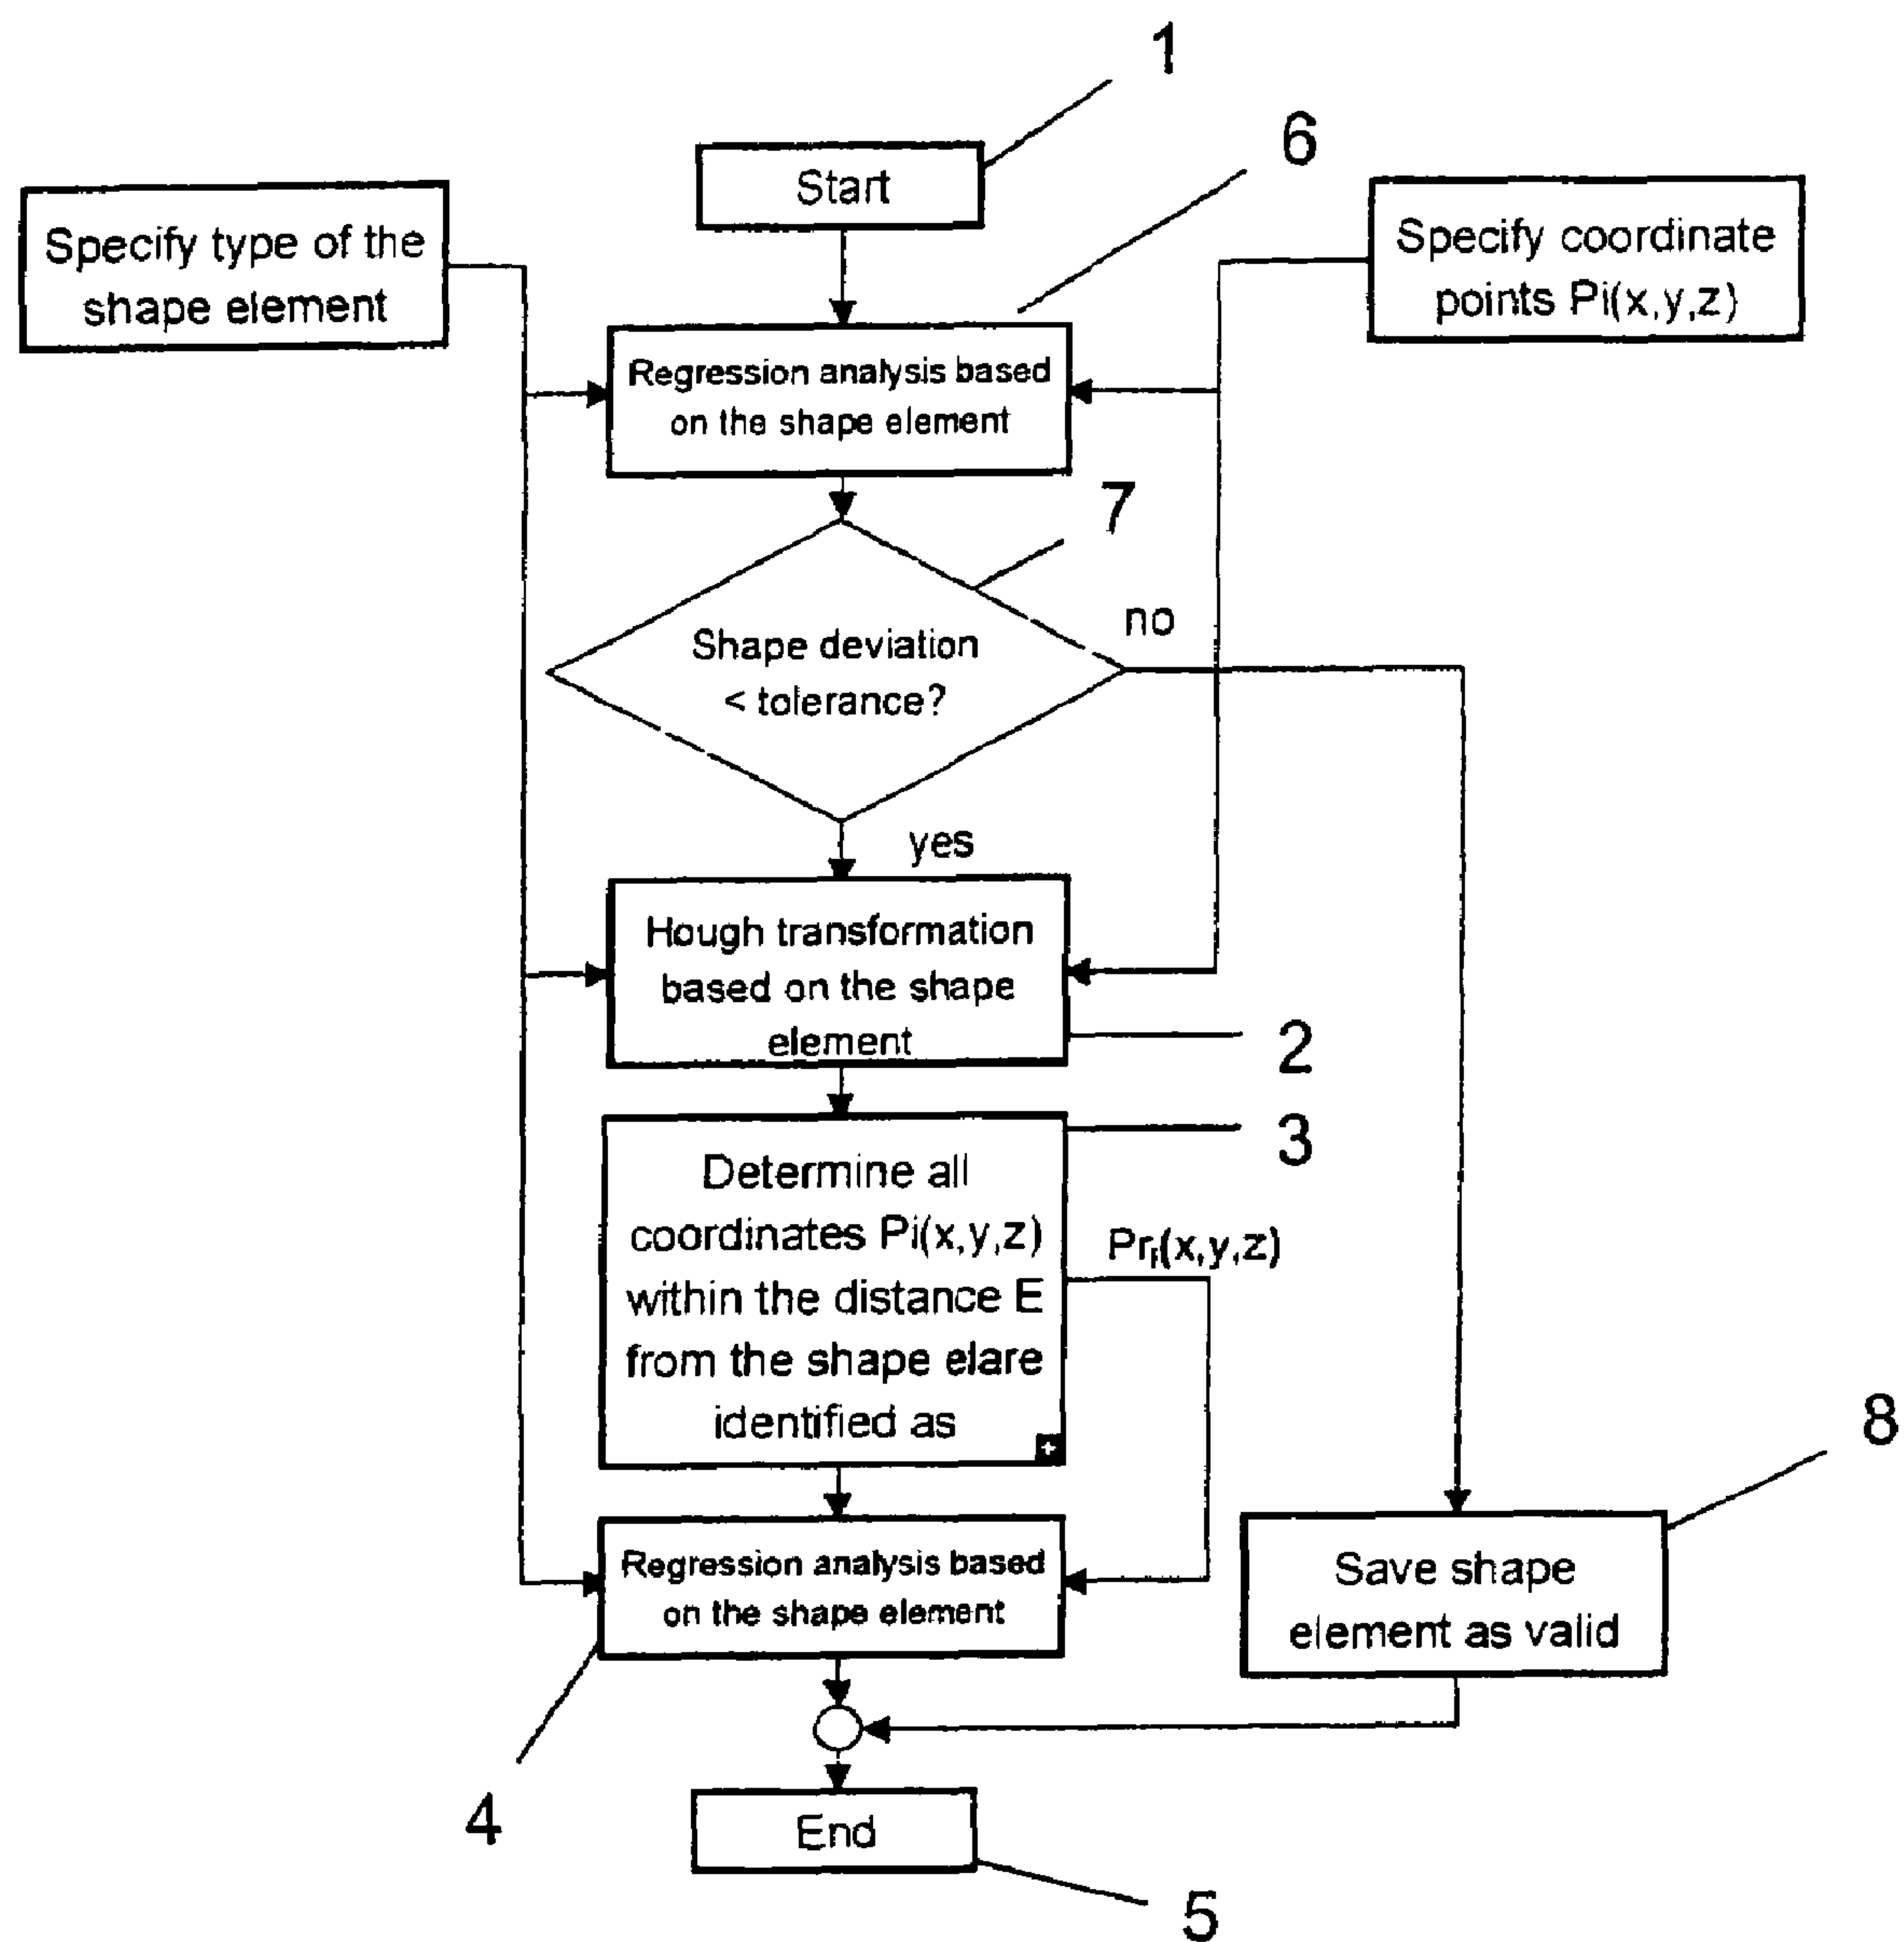 1
6
Start
Specify type of the
shape element
Specify coordinate
points Pi(x,y,z)
Regression analysis based
on the shape element
7
no
Shape deviation
< tolerance?
yes
Hough transformation
based on the shape
element
2
3
Determine all
coordinates Pi(x,y,z)
within the distance E
from the shape elare
identified as
+
Pri(x,y,z)
8
Regression analysis based
on the shape element
Save shape
element as valid
4
End
5